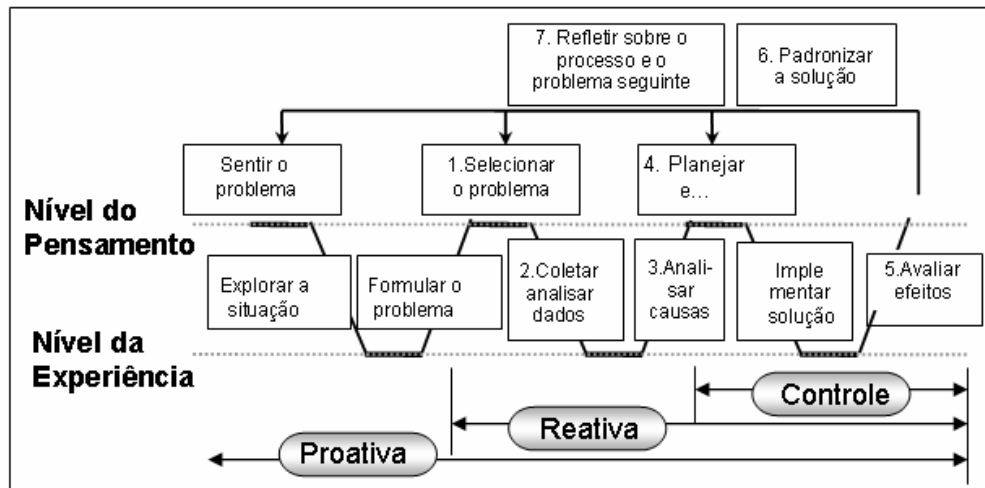 7. Refletir sobre o
processo e o
problema seguinte
6. Padronizar
a solução
Sentir o
problema
1.Selecionar
o problema
4. Planejar
e...
Nível do
Pensamento
Explorar a
situação
Formular o
problema
2.Coletar
analisar
dados
3.Anali-
sar
causas
Imple
mentar
solução
5.Avaliar
efeitos
Nível da
Experiência
Controle
Reativa
Proativa